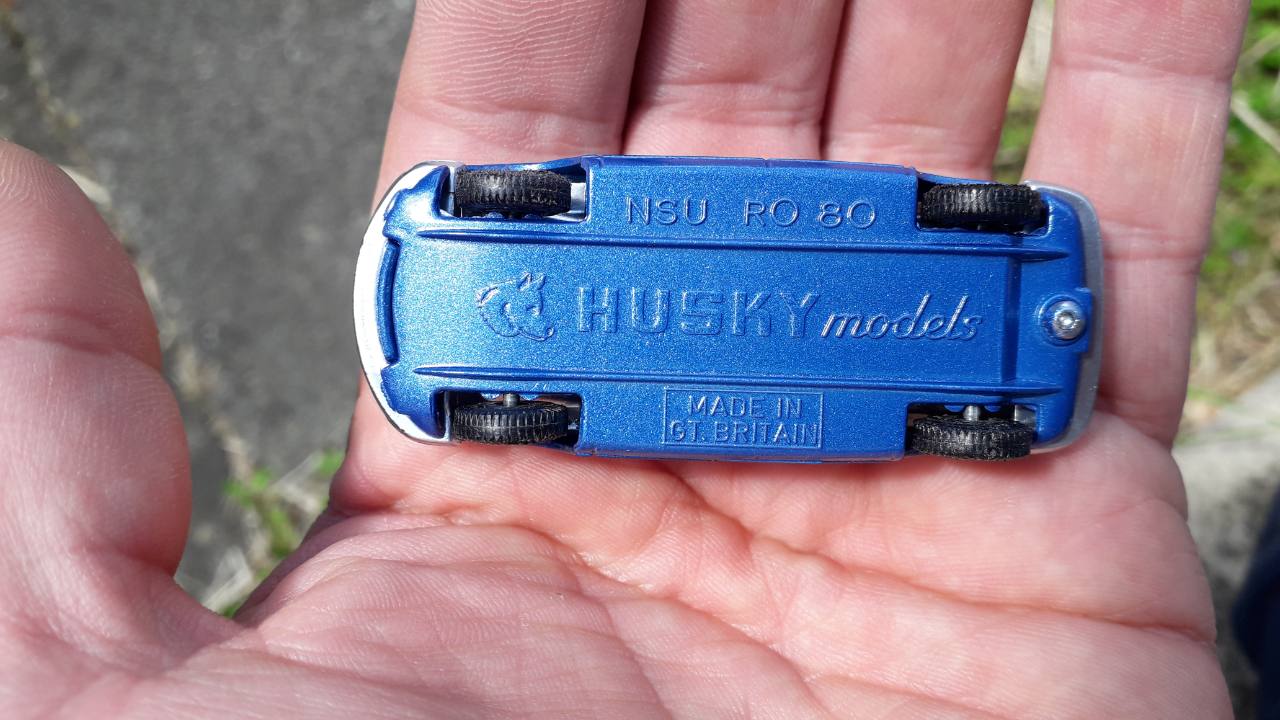 NSU RO 80
HUSKY models
MADE IN
GT. BRITAIN